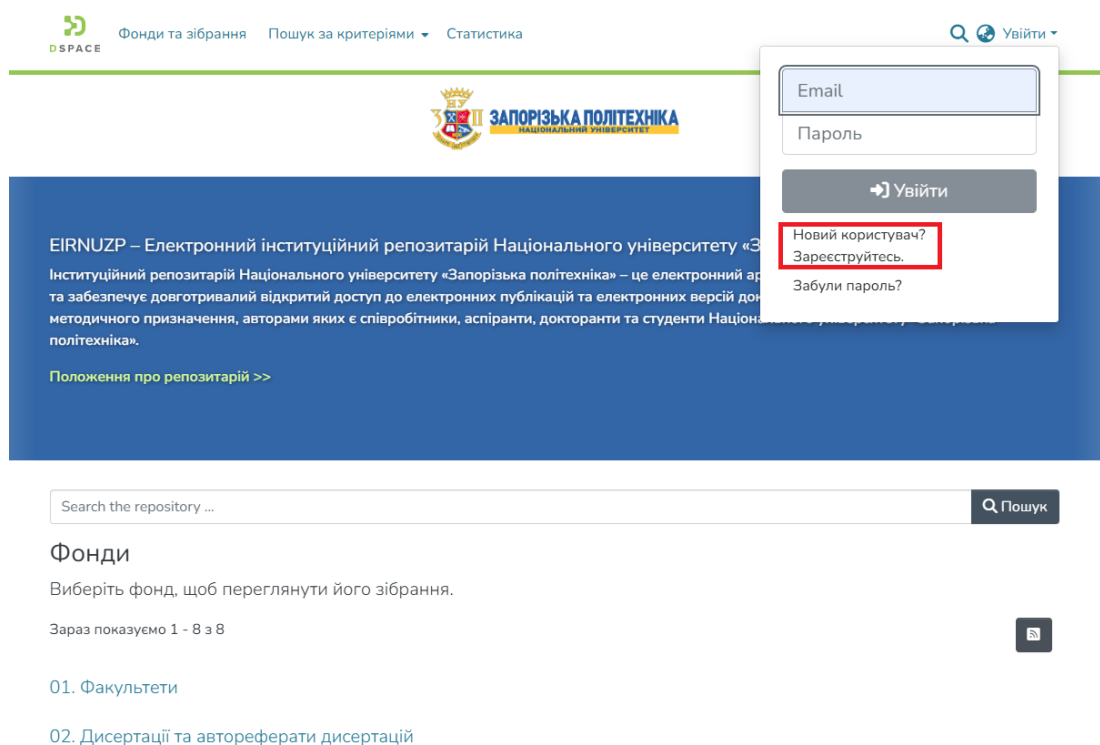 DSPACE
Фонди та зібрання Пошук за критеріями Статистика Увійти
Email
Пароль
Увійти
Новий користувач?
Зареєструйтесь.
Забули пароль?
ЗАПОРІЗЬКА ПОЛІТЕХНІКА
НАЦІОНАЛЬНИЙ УНІВЕРСИТЕТ
EIRNUZP – Електронний інституційний репозитарій Національного університету «З
Інституційний репозитарій Національного університету «Запорізька політехніка» – це електронний ар
та забезпечує довготривалий відкритий доступ до електронних публікацій та електронних версій до
методичного призначення, авторами яких є співробітники, аспіранти, докторанти та студенти Націона
політехніка».
Положення про репозитарій >>
Search the repository ...
Пошук
Фонди
Виберіть фонд, щоб переглянути його зібрання.
Зараз показуємо 1 - 8 з 8
01. Факультети
02. Дисертації та автореферати дисертацій